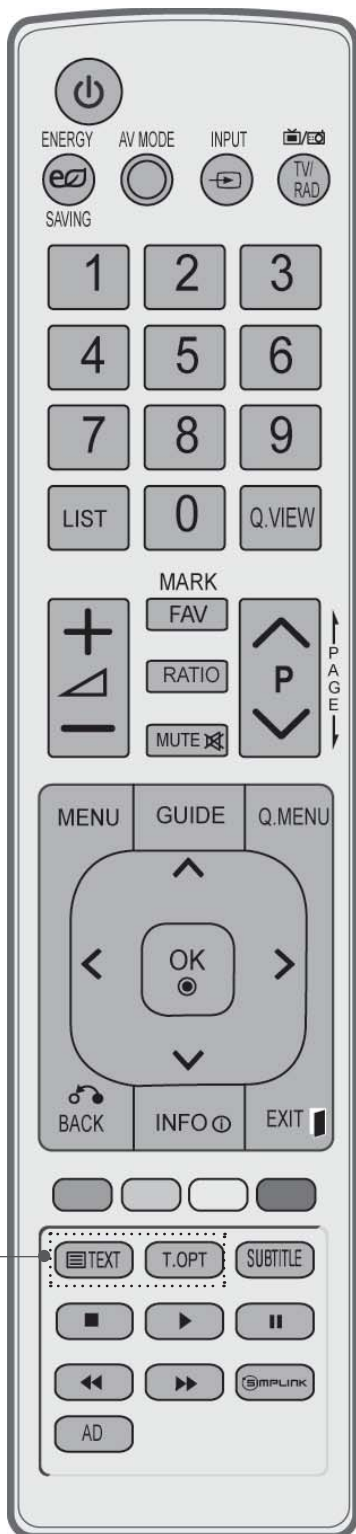 ENERGY AV MODE INPUT
SAVING
TV/
RAD
1 2 3
4 5 6
7 8 9
LIST 0 Q.VIEW
MARK
FAV
RATIO
P
PAGE
MUTE
MENU GUIDE Q.MENU
OK
BACK INFO EXIT
TEXT T.OPT SUBTITLE
SIMPLINK
AD